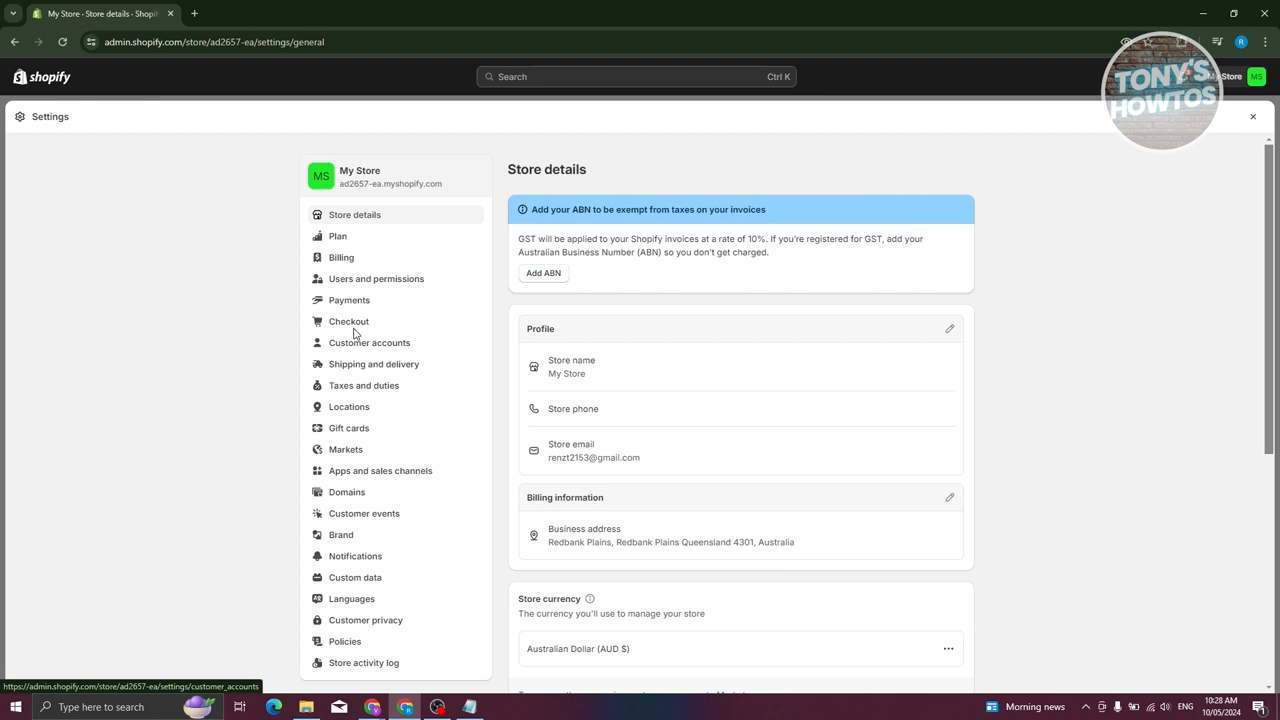 My Store · Store details · Shopif
admin.shopify.com/store/ad2657-ea/settings/general
R
shopify
Search
Ctrl K
My Store
MS
TONY'S
HOWTOS
Settings
MS
My Store
ad2657-ea.myshopify.com
Store details
Plan
Billing
Users and permissions
Payments
Checkout
Customer accounts
Shipping and delivery
Taxes and duties
Locations
Gift cards
Markets
Apps and sales channels
Domains
Customer events
Brand
Notifications
Custom data
Languages
Customer privacy
Policies
Store activity log
Store details
Add your ABN to be exempt from taxes on your invoices
GST will be applied to your Shopify invoices at a rate of 10%. If you're registered for GST, add your
Australian Business Number (ABN) so you don't get charged.
Add ABN
Profile
Store name
My Store
Store phone
Store email
renzt2153@gmail.com
Billing information
Business address
Redbank Plains, Redbank Plains Queensland 4301, Australia
Store currency
The currency you'll use to manage your store
Australian Dollar (AUD $)
https://admin.shopify.com/store/ad2657-ea/settings/customer_accounts
Type here to search
Morning news
10:28 AM
10/05/2024